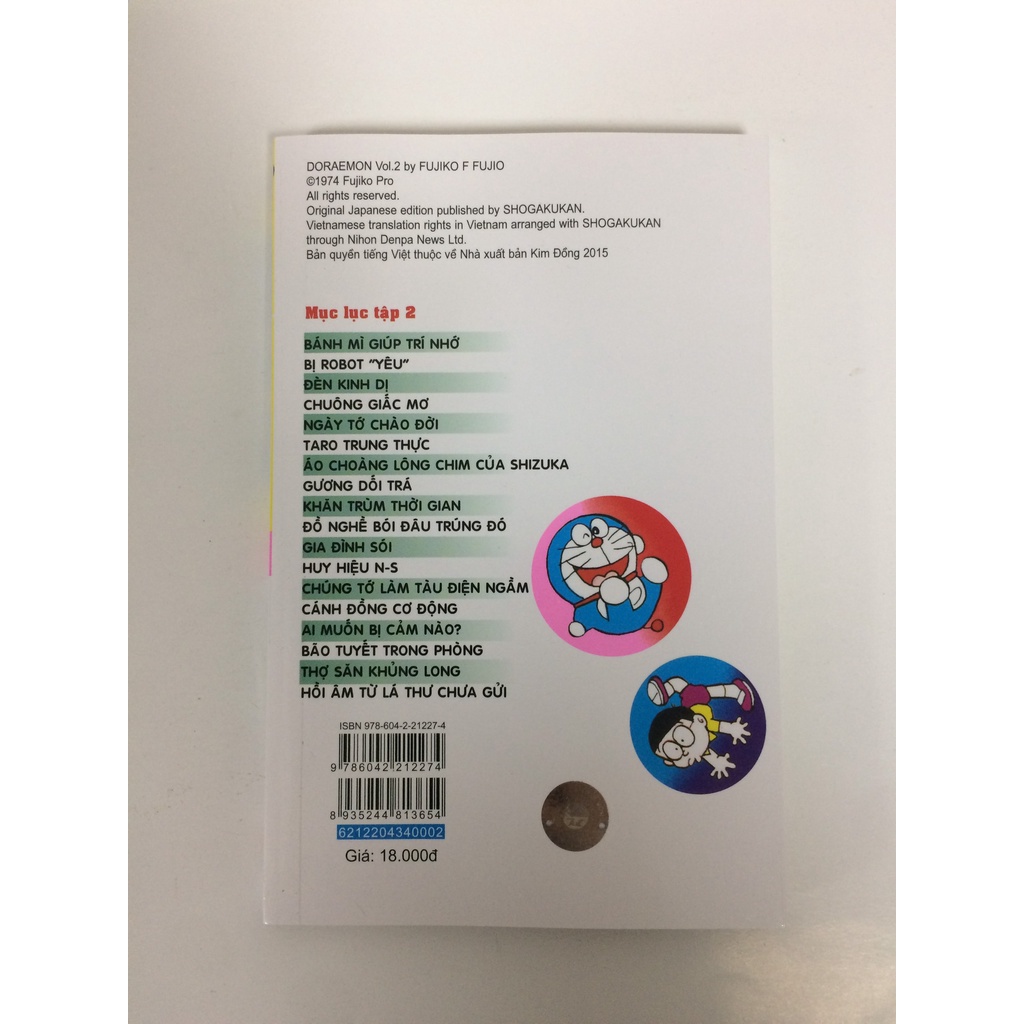 DORAEMON Vol.2 by FUJIKO F FUJIO
©1974 Fujiko Pro
All rights reserved.
Original Japanese edition published by SHOGAKUKAN.
Vietnamese translation rights in Vietnam arranged with SHOGAKUKAN
through Nihon Denpa News Ltd.
Bản quyền tiếng Việt thuộc về Nhà xuất bản Kim Đồng 2015
Mục lục tập 2
BÁNH MÌ GIÚP TRÍ NHỚ
BỊ ROBOT "YÊU"
ĐÈN KINH DỊ
CHUÔNG GIẤC MƠ
NGÀY TỚ CHÀO ĐỜI
TARO TRUNG THỰC
ÁO CHOÀNG LÔNG CHIM CỦA SHIZUKA
GƯƠNG DỐI TRÁ
KHĂN TRÙM THỜI GIAN
ĐỒ NGHỀ BÓI ĐÂU TRÚNG ĐÓ
GIA ĐÌNH SÓI
HUY HIỆU N-S
CHÚNG TỚ LÀM TÀU ĐIỆN NGẦM
CÁNH ĐỒNG CƠ ĐỘNG
AI MUỐN BỊ CẢM NÀO?
BÃO TUYẾT TRONG PHÒNG
THỢ SĂN KHỦNG LONG
HỒI ÂM TỪ LÁ THƯ CHƯA GỬI
ISBN 978-604-2-21227-4
9 786042 212274
8 935244 813654
6212204340002
Giá: 18.000đ